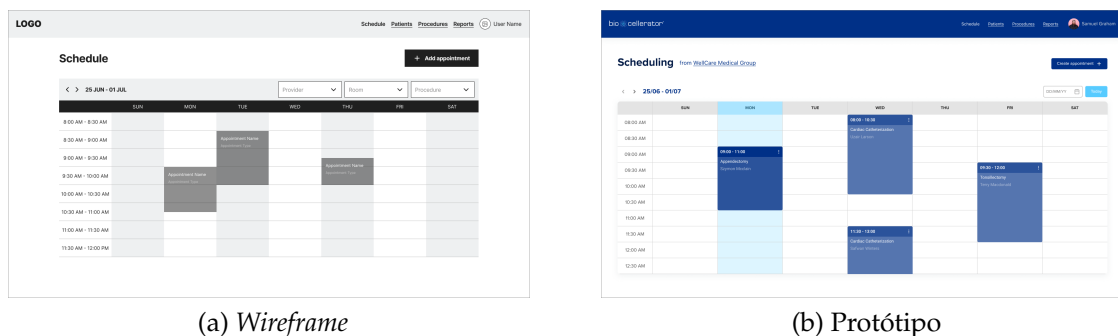 LOGO
Schedule Patients Procedures Reports User Name
Schedule
+ Add appointment
< > 25 JUN - 01 JUL
Provider Room Procedure
SUN MON TUE WED THU FRI SAT
8:00 AM - 8:30 AM
8:30 AM - 9:00 AM
9:00 AM - 9:30 AM
9:30 AM - 10:00 AM
10:00 AM - 10:30 AM
10:30 AM - 11:00 AM
11:00 AM - 11:30 AM
11:30 AM - 12:00 PM
Appointment Name
Appointment Type
Appointment Name
Appointment Type
Appointment Name
Appointment Type
(a) Wireframe
bio cellerator
Schedule Patients Procedures Reports Samuel Graham
Scheduling from WellCare Medical Group
Create appointment +
< > 25/06 - 01/07
DD/MM/YY Today
SUN MON TUE WED THU FRI SAT
08:00 AM
08:30 AM
09:00 AM
09:30 AM
10:00 AM
10:30 AM
11:00 AM
11:30 AM
12:00 AM
12:30 AM
09:00 - 11:00
Appendectomy
08:00 - 10:30
Cardiac Catheterization
11:30 - 13:00
Cardiac Catheterization
09:30 - 12:00
Tonsillectomy
(b) Protótipo